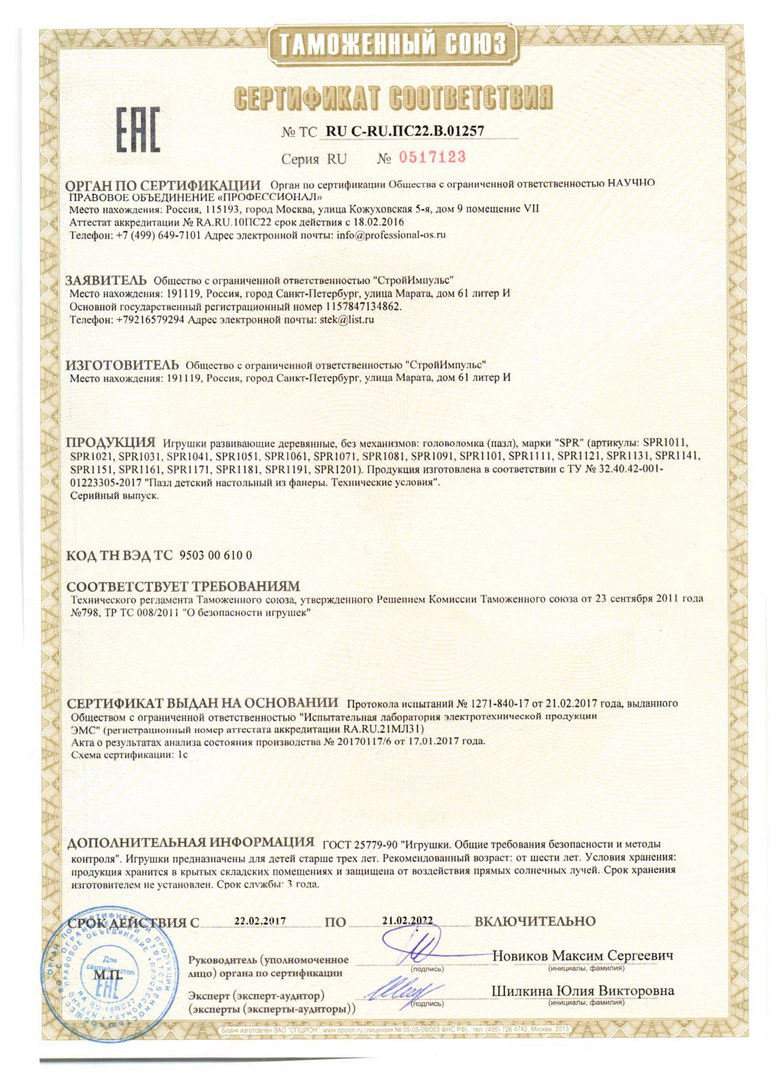 ТАМОЖЕННЫЙ СОЮЗ
СЕРТИФИКАТ СООТВЕТСТВИЯ
ЕАС
№ ТС RU C-RU.ПС22.В.01257
Серия RU № 0517123
ОРГАН ПО СЕРТИФИКАЦИИ Орган по сертификации Общества с ограниченной ответственностью НАУЧНО
ПРАВОВОЕ ОБЪЕДИНЕНИЕ «ПРОФЕССИОНАЛ»
Место нахождения: Россия, 115193, город Москва, улица Кожуховская 5-я, дом 9 помещение VII
Аттестат аккредитации № RA.RU.10ПС22 срок действия с 18.02.2016
Телефон: +7 (499) 649-7101 Адрес электронной почты: info@professional-os.ru
ЗАЯВИТЕЛЬ Общество с ограниченной ответственностью "СтройИмпульс"
Место нахождения: 191119, Россия, город Санкт-Петербург, улица Марата, дом 61 литер И
Основной государственный регистрационный номер 1157847134862.
Телефон: +79216579294 Адрес электронной почты: stek@list.ru
ИЗГОТОВИТЕЛЬ Общество с ограниченной ответственностью "СтройИмпульс"
Место нахождения: 191119, Россия, город Санкт-Петербург, улица Марата, дом 61 литер И
ПРОДУКЦИЯ Игрушки развивающие деревянные, без механизмов: головоломка (пазл), марки "SPR" (артикулы: SPR1011,
SPR1021, SPR1031, SPR1041, SPR1051, SPR1061, SPR1071, SPR1081, SPR1091, SPR1101, SPR1111, SPR1121, SPR1131, SPR1141,
SPR1151, SPR1161, SPR1171, SPR1181, SPR1191, SPR1201). Продукция изготовлена в соответствии с ТУ № 32.40.42-001-
01223305-2017 "Пазл детский настольный из фанеры. Технические условия".
Серийный выпуск.
КОД ТН ВЭД ТС 9503 00 610 0
СООТВЕТСТВУЕТ ТРЕБОВАНИЯМ
Технического регламента Таможенного союза, утвержденного Решением Комиссии Таможенного союза от 23 сентября 2011 года
№798, ТР ТС 008/2011 "О безопасности игрушек"
СЕРТИФИКАТ ВЫДАН НА ОСНОВАНИИ Протокола испытаний № 1271-840-17 от 21.02.2017 года, выданного
Обществом с ограниченной ответственностью "Испытательная лаборатория электротехнической продукции
ЭМС" (регистрационный номер аттестата аккредитации RA.RU.21МЛ31)
Акта о результатах анализа состояния производства № 20170117/6 от 17.01.2017 года.
Схема сертификации: 1с
ДОПОЛНИТЕЛЬНАЯ ИНФОРМАЦИЯ ГОСТ 25779-90 "Игрушки. Общие требования безопасности и методы
контроля". Игрушки предназначены для детей старше трех лет. Рекомендованный возраст: от шести лет. Условия хранения:
продукция хранится в крытых складских помещениях и защищена от воздействия прямых солнечных лучей. Срок хранения
изготовителем не установлен. Срок службы: 3 года.
СРОК ДЕЙСТВИЯ С 22.02.2017 ПО 21.02.2022 ВКЛЮЧИТЕЛЬНО
Для
сертификатов
М.П.
ЕАС
Руководитель (уполномоченное
лицо) органа по сертификации
(подпись)
Новиков Максим Сергеевич
(инициалы, фамилия)
Эксперт (эксперт-аудитор)
(эксперты (эксперты-аудиторы))
(подпись)
Шилкина Юлия Викторовна
(инициалы, фамилия)
Бланк изготовлен ЗАО "ОПЦИОН", www.opcion.ru